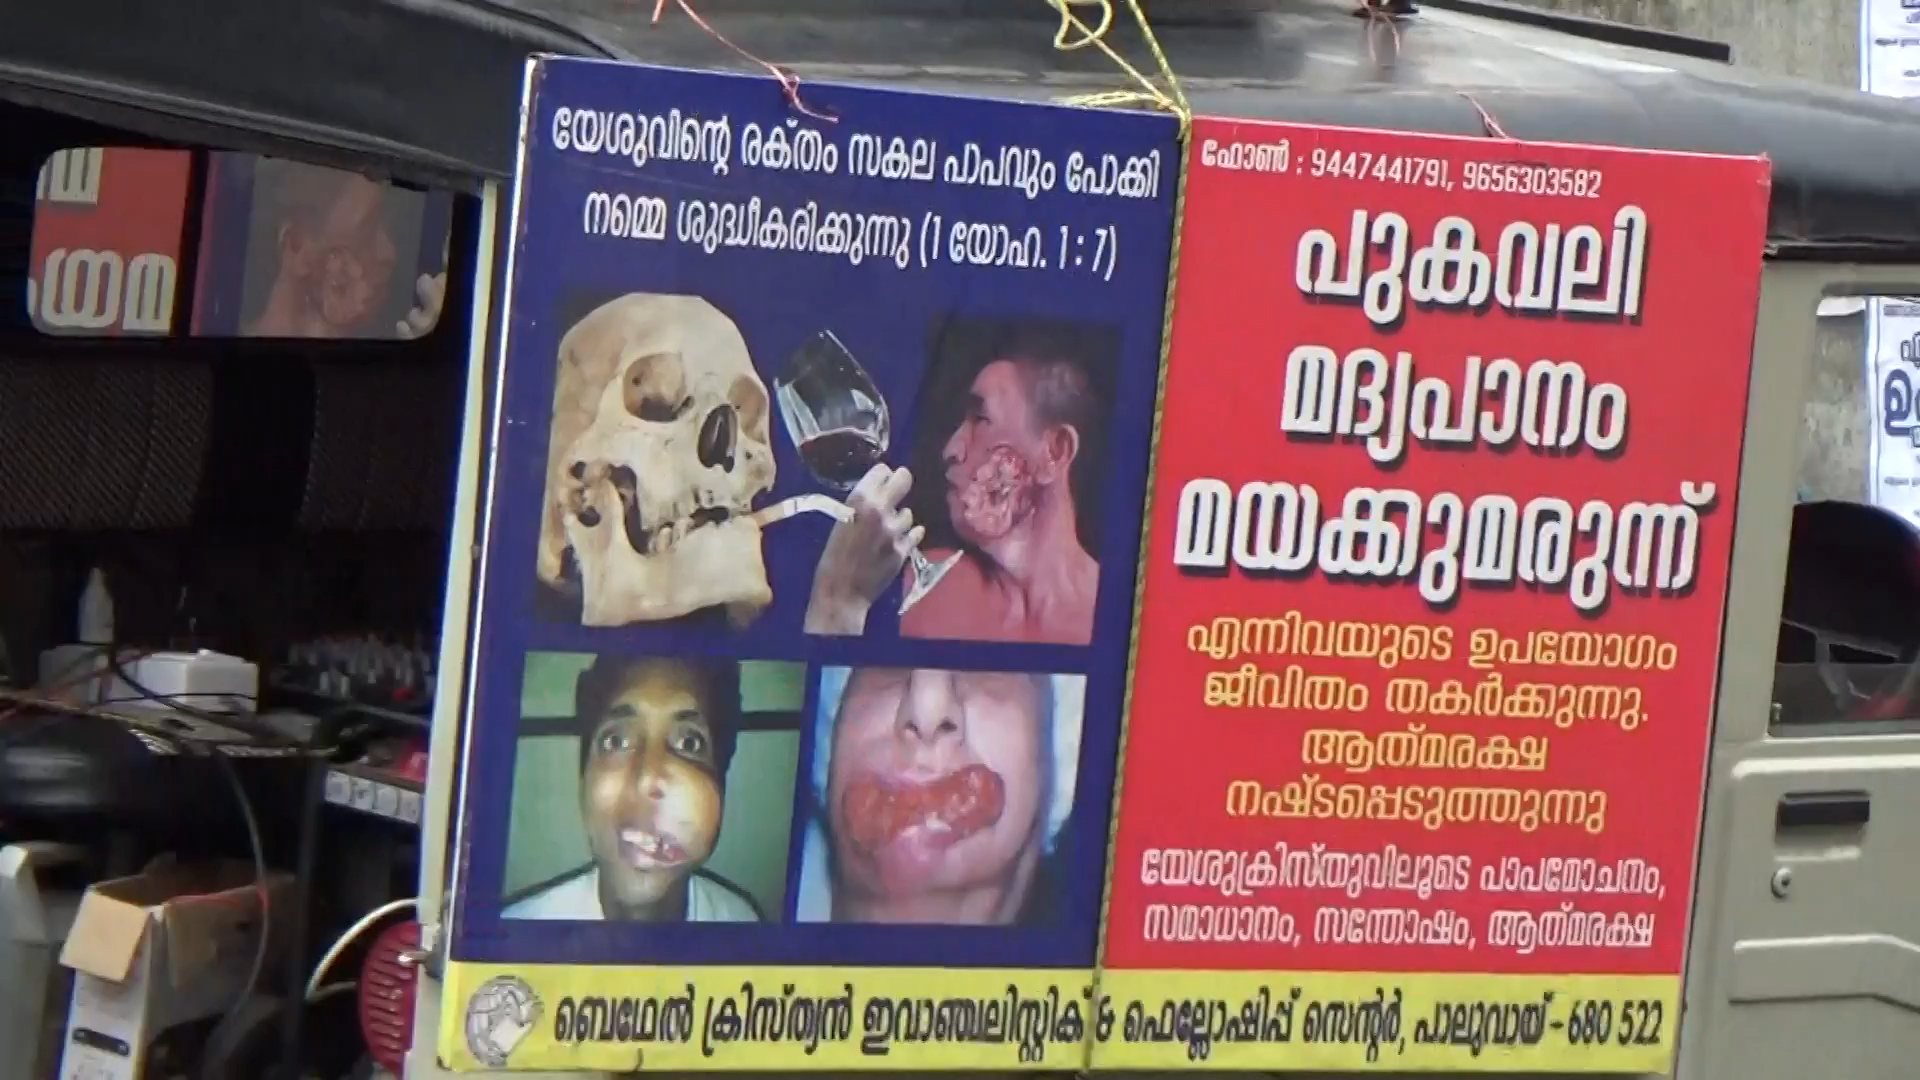 യേശുവിന്റെ രക്തം സകല പാപവും പോക്കി
നമ്മെ ശുദ്ധീകരിക്കുന്നു (1 യോഹ. 1 : 7)
ഫോൺ : 9447441791, 9656303582
പുകവലി
മദ്യപാനം
മയക്കുമരുന്ന്
എന്നിവയുടെ ഉപയോഗം
ജീവിതം തകർക്കുന്നു.
ആത്മരക്ഷ
നഷ്ടപ്പെടുത്തുന്നു
യേശുക്രിസ്തുവിലൂടെ പാപമോചനം,
സമാധാനം, സന്തോഷം, ആത്മരക്ഷ
ബെഥേൽ ക്രിസ്ത്യൻ ഇവാഞ്ചലിസ്റ്റിക് & ഫെല്ലോഷിപ്പ് സെന്റർ, പാലുവായ് - 680 522